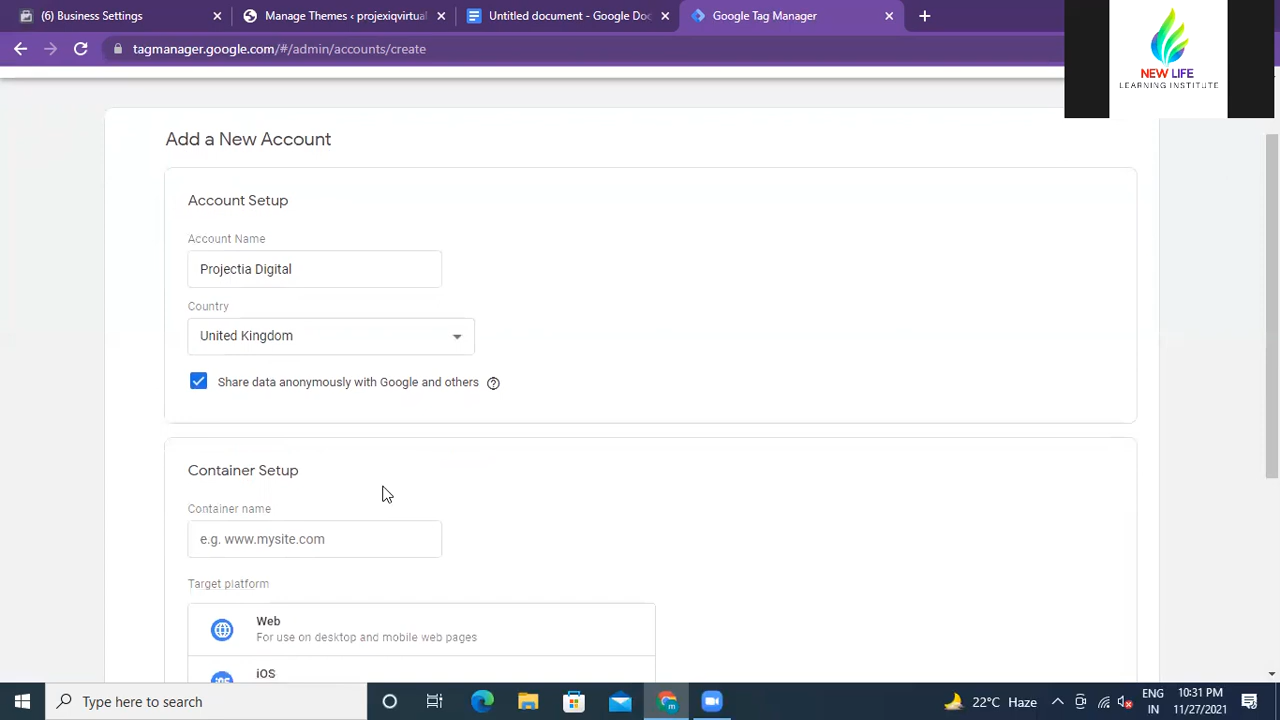 (6) Business Settings
Manage Themes ‹ projexiqvirtual
Untitled document - Google Doc
Google Tag Manager
tagmanager.google.com/#/admin/accounts/create
NEW LIFE
LEARNING INSTITUTE
Add a New Account
Account Setup
Account Name
Projectia Digital
Country
United Kingdom
Share data anonymously with Google and others
Container Setup
Container name
e.g. www.mysite.com
Target platform
Web
For use on desktop and mobile web pages
iOS
Type here to search
22°C Haze
ENG
IN
10:31 PM
11/27/2021